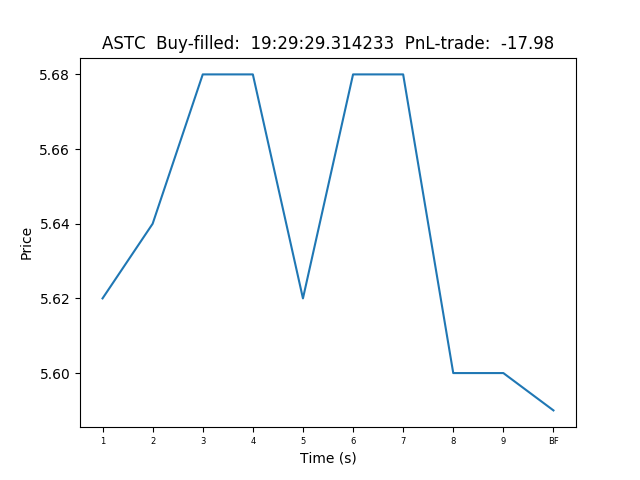 ASTC  Buy-filled:  19:29:29.314233  PnL-trade:  -17.98
5.68
5.66
5.64
5.62
5.60
Price
1 2 3 4 5 6 7 8 9 BF
Time (s)